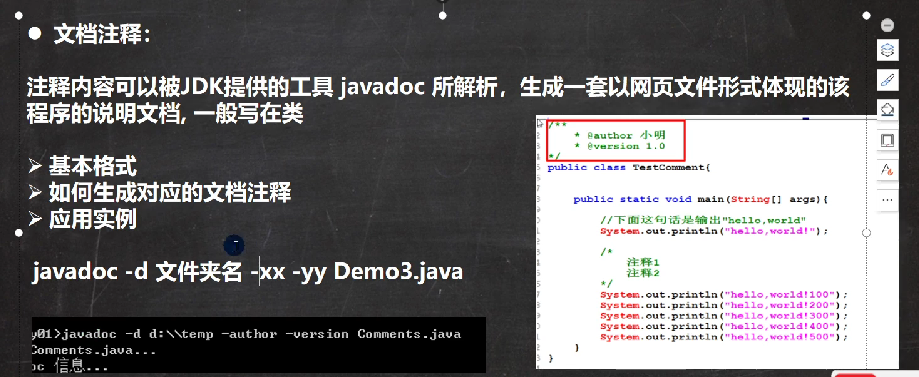 ● 文档注释：
注释内容可以被JDK提供的工具 javadoc 所解析，生成一套以网页文件形式体现的该
程序的说明文档, 一般写在类
➢ 基本格式
➢ 如何生成对应的文档注释
➢ 应用实例
javadoc -d 文件夹名 -xx -yy Demo3.java
y01>javadoc -d d:\\temp -author -version Comments.java
Comments.java...
oc 信息...
/**
* @author 小明
* @version 1.0
*/
public class TestComment{
public static void main(String[] args){
//下面这句话是输出"hello,world"
System.out.println("hello,world!");
/*
注释1
注释2
*/
System.out.println("hello,world!100");
System.out.println("hello,world!200");
System.out.println("hello,world!300");
System.out.println("hello,world!400");
System.out.println("hello,world!500");
}
}